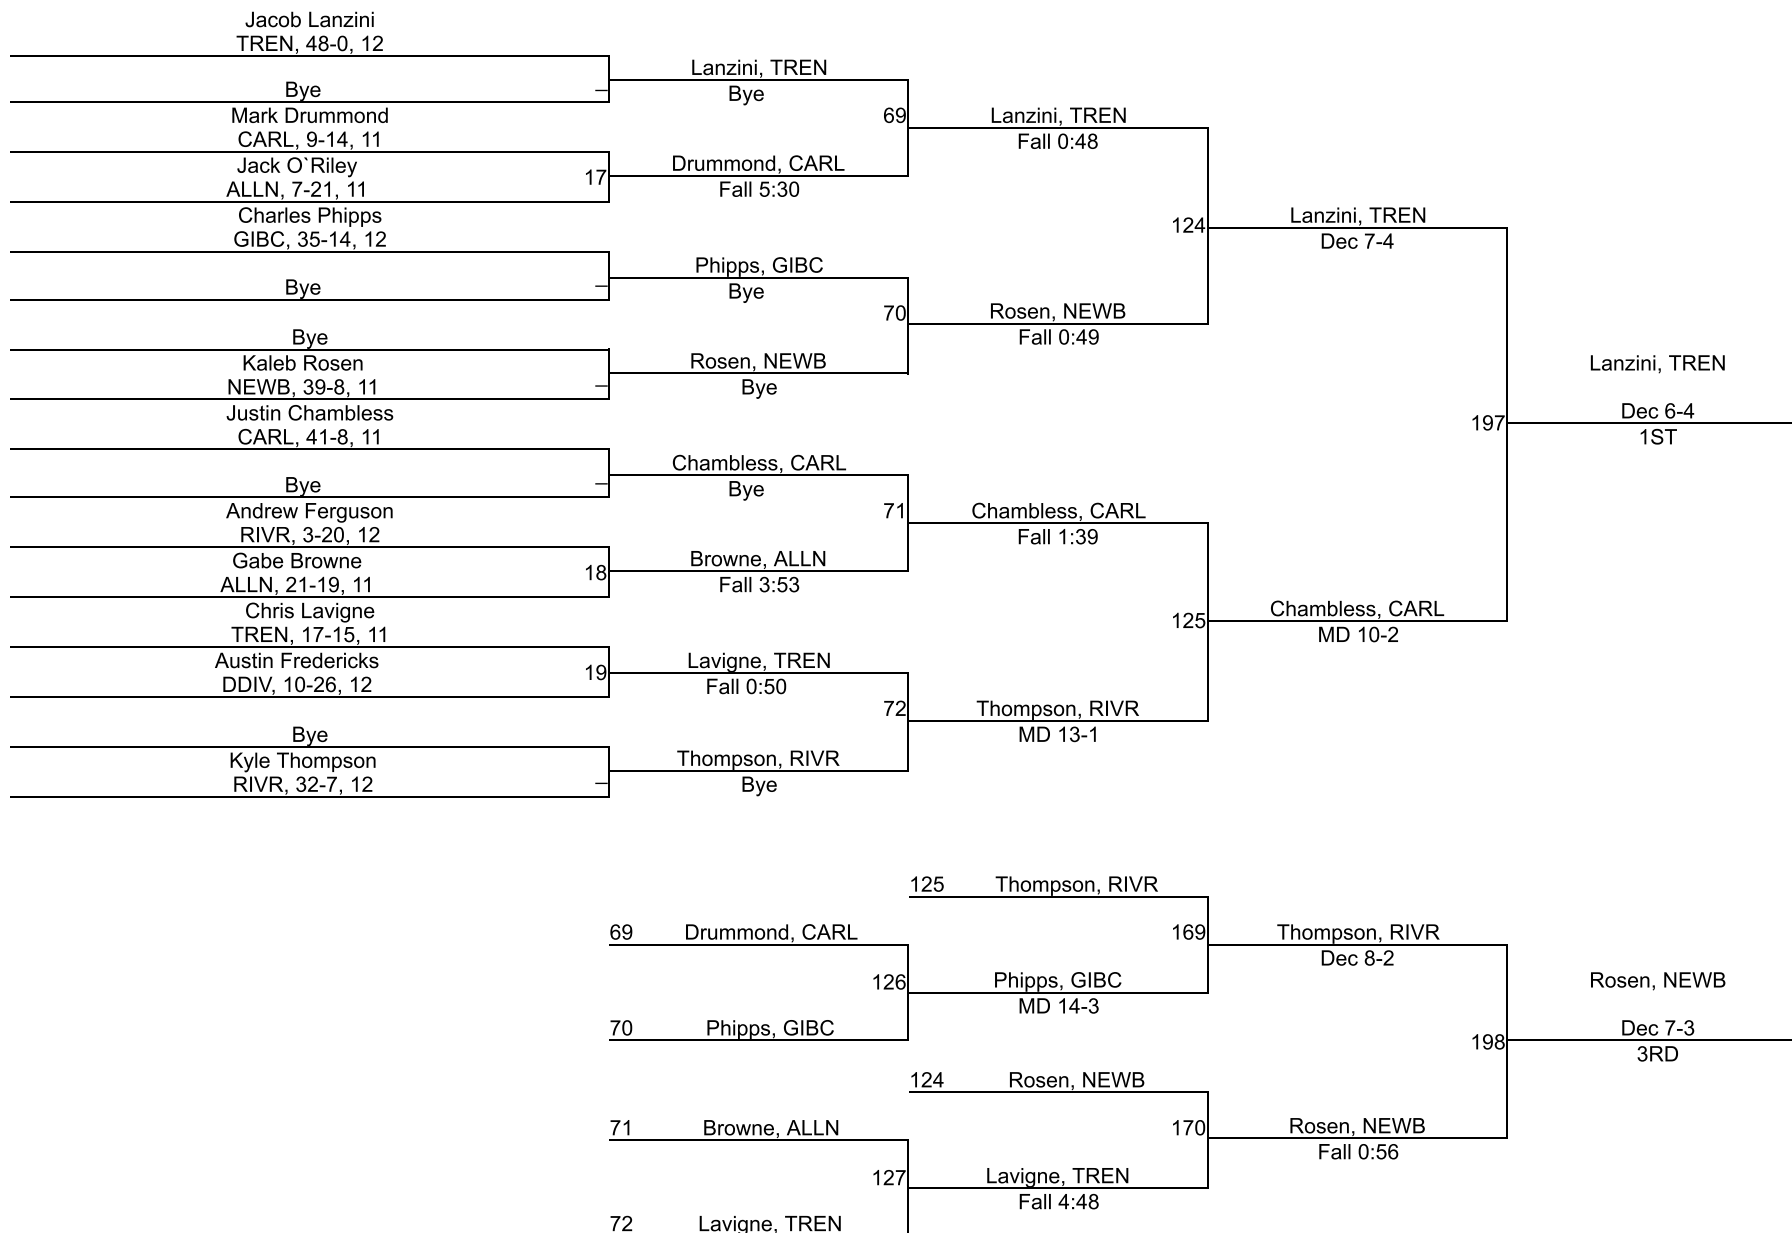 Jacob Lanzini
TREN, 48-0, 12
Bye
–
Mark Drummond
CARL, 9-14, 11
Jack O`Riley
ALLN, 7-21, 11
17
Charles Phipps
GIBC, 35-14, 12
Bye
–
Bye
Kaleb Rosen
NEWB, 39-8, 11
–
Justin Chambless
CARL, 41-8, 11
Bye
–
Andrew Ferguson
RIVR, 3-20, 12
Gabe Browne
ALLN, 21-19, 11
18
Chris Lavigne
TREN, 17-15, 11
Austin Fredericks
DDIV, 10-26, 12
19
Bye
Kyle Thompson
RIVR, 32-7, 12
–
Lanzini, TREN
Bye
69
Drummond, CARL
Fall 5:30
Phipps, GIBC
Bye
70
Rosen, NEWB
Bye
Chambless, CARL
Bye
71
Browne, ALLN
Fall 3:53
Lavigne, TREN
Fall 0:50
72
Thompson, RIVR
Bye
Lanzini, TREN
Fall 0:48
124
Rosen, NEWB
Fall 0:49
Chambless, CARL
Fall 1:39
125
Thompson, RIVR
MD 13-1
Lanzini, TREN
Dec 7-4
197
Chambless, CARL
MD 10-2
Lanzini, TREN
Dec 6-4
1ST
125 Thompson, RIVR
69 Drummond, CARL
126
70 Phipps, GIBC
Phipps, GIBC
MD 14-3
169
Thompson, RIVR
Dec 8-2
124 Rosen, NEWB
71 Browne, ALLN
127
72 Lavigne, TREN
Lavigne, TREN
Fall 4:48
170
Rosen, NEWB
Fall 0:56
198
Rosen, NEWB
Dec 7-3
3RD